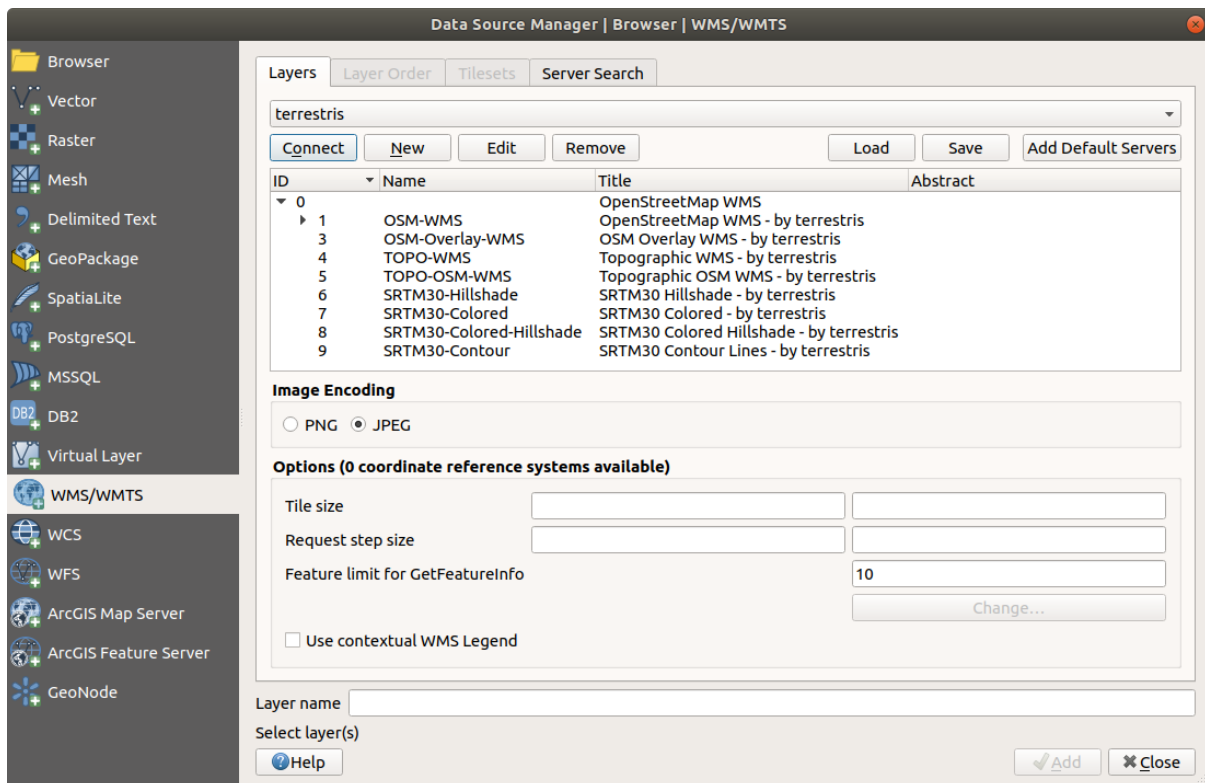 Data Source Manager | Browser | WMS/WMTS
Browser
Vector
Raster
Mesh
Delimited Text
GeoPackage
SpatiaLite
PostgreSQL
MSSQL
DB2 DB2
Virtual Layer
WMS/WMTS
WCS
WFS
ArcGIS Map Server
ArcGIS Feature Server
GeoNode
Layers Layer Order Tilesets Server Search
terrestris
Connect New Edit Remove Load Save Add Default Servers
ID Name Title Abstract
0 OpenStreetMap WMS
1 OSM-WMS OpenStreetMap WMS - by terrestris
3 OSM-Overlay-WMS OSM Overlay WMS - by terrestris
4 TOPO-WMS Topographic WMS - by terrestris
5 TOPO-OSM-WMS Topographic OSM WMS - by terrestris
6 SRTM30-Hillshade SRTM30 Hillshade - by terrestris
7 SRTM30-Colored SRTM30 Colored - by terrestris
8 SRTM30-Colored-Hillshade SRTM30 Colored Hillshade - by terrestris
9 SRTM30-Contour SRTM30 Contour Lines - by terrestris
Image Encoding
PNG JPEG
Options (0 coordinate reference systems available)
Tile size
Request step size
Feature limit for GetFeatureInfo 10
Change...
Use contextual WMS Legend
Layer name
Select layer(s)
Help Add Close